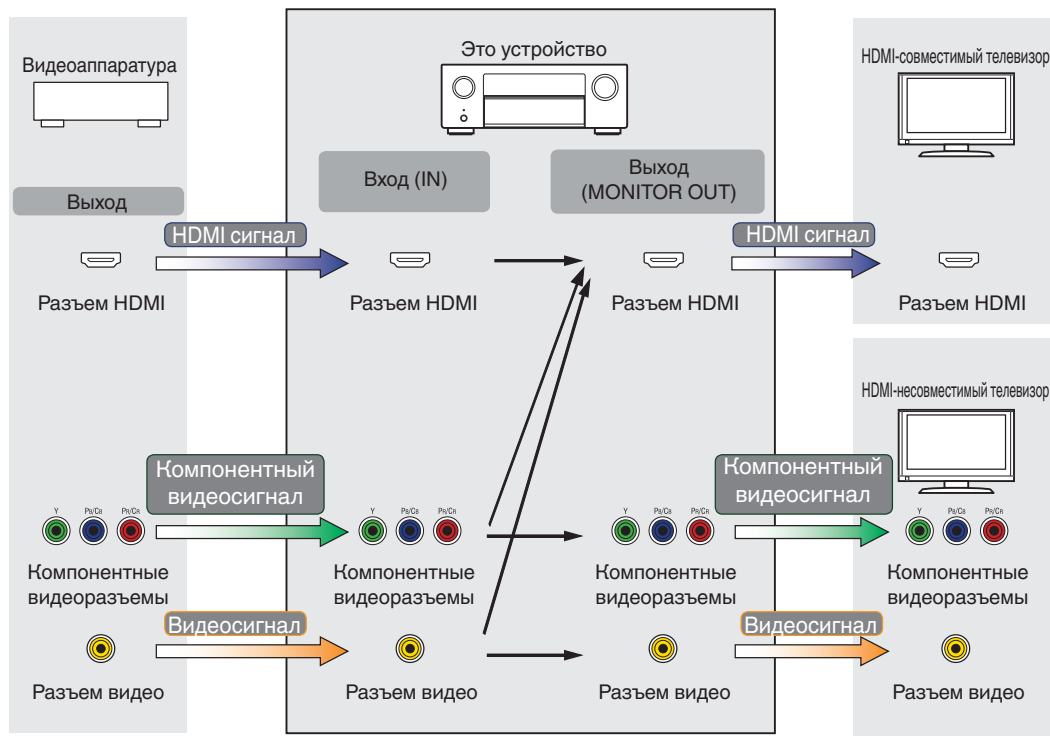 Видеоаппаратура
Это устройство
HDMI-совместимый телевизор
Выход
Вход (IN)
Выход
(MONITOR OUT)
HDMI сигнал
HDMI сигнал
Разъем HDMI
Разъем HDMI
Разъем HDMI
Разъем HDMI
HDMI-несовместимый телевизор
Компонентный
видеосигнал
Компонентный
видеосигнал
Y PB/CB PR/CR
Y PB/CB PR/CR
Y PB/CB PR/CR
Y PB/CB PR/CR
Компонентные
видеоразъемы
Компонентные
видеоразъемы
Компонентные
видеоразъемы
Компонентные
видеоразъемы
Видеосигнал
Видеосигнал
Разъем видео
Разъем видео
Разъем видео
Разъем видео